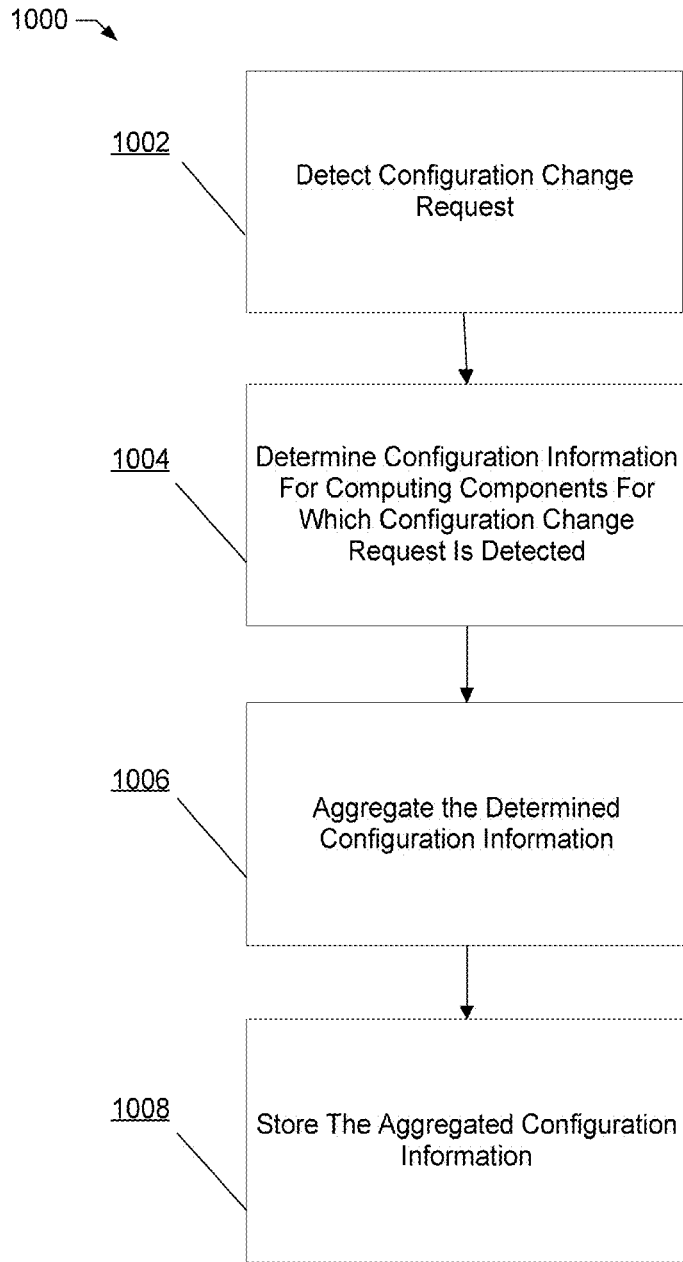 1000
1002
Detect Configuration Change
Request
1004
Determine Configuration Information
For Computing Components For
Which Configuration Change
Request Is Detected
1006
Aggregate the Determined
Configuration Information
1008
Store The Aggregated Configuration
Information